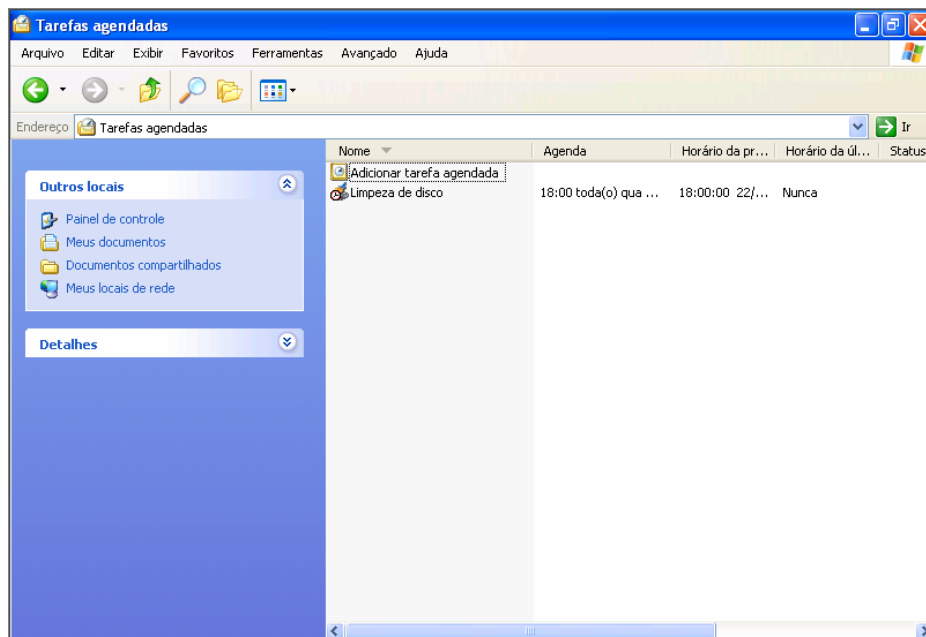 Tarefas agendadas
Arquivo Editar Exibir Favoritos Ferramentas Avançado Ajuda
Endereço Tarefas agendadas Ir
Nome Agenda Horário da pr... Horário da úl... Status
Adicionar tarefa agendada
Limpeza de disco 18:00 toda(o) qua ... 18:00:00 22/... Nunca
Outros locais
Painel de controle
Meus documentos
Documentos compartilhados
Meus locais de rede
Detalhes